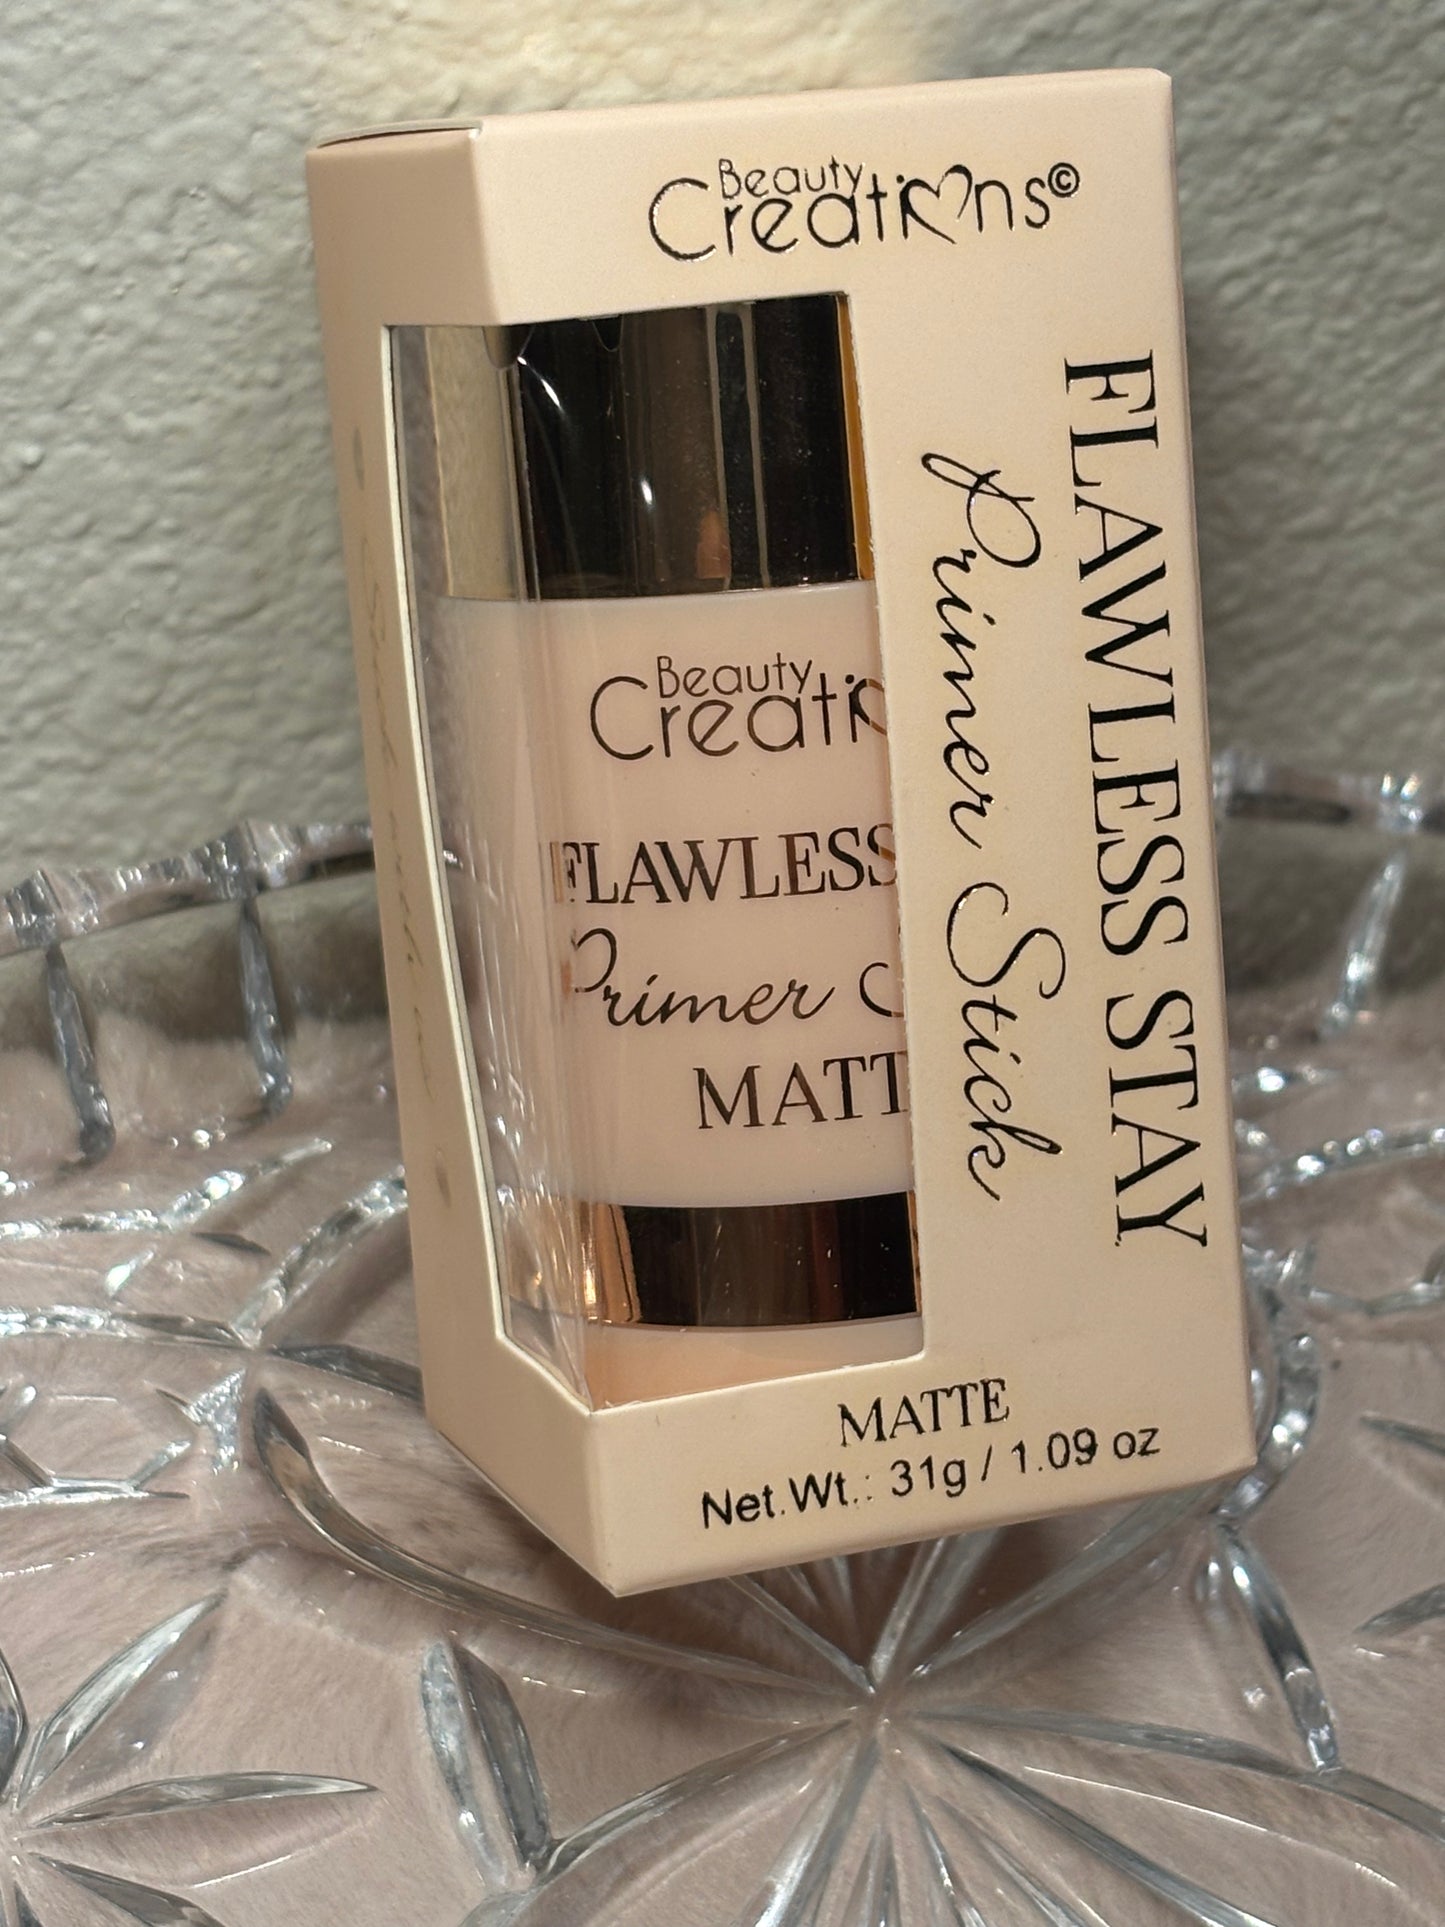 Beauty
Creations©
FLAWLESS STAY
Primer Stick
Beauty
Creati
FLAWLESS
Primer
MATT
MATTE
Net.Wt.: 31g / 1.09 oz